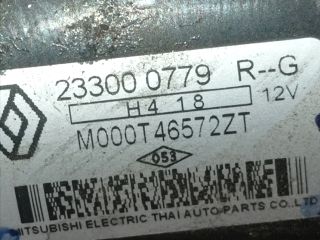 23300 0779 R--G
H4 18 12V
M000T46572ZT
053
MITSUBISHI ELECTRIC THAI AUTO PARTS CO., LTD